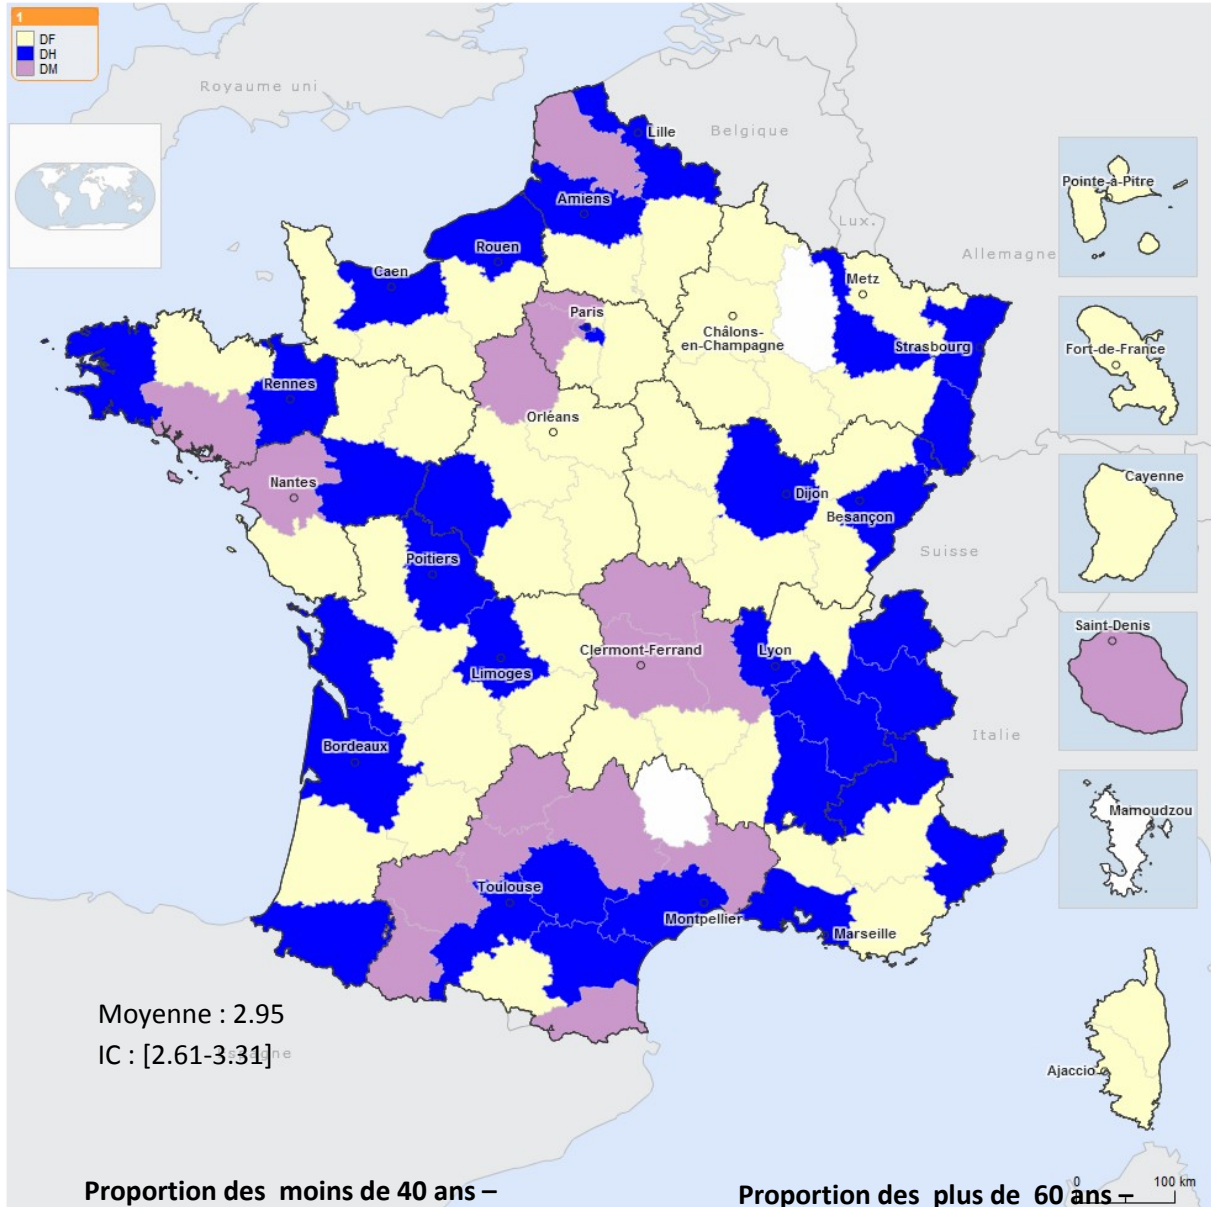 1
DF
DH
DM
Royaume uni
Belgique
Lille
Amiens
Lux.
Allemagne
Rouen
Caen
Metz
Paris
Châlons-
en-Champagne
Strasbourg
Rennes
Orléans
Nantes
Dijon
Besançon
Suisse
Poitiers
Clermont-Ferrand
Lyon
Limoges
Italie
Bordeaux
Toulouse
Montpellier
Marseille
Ajaccio
Pointe-à-Pitre
Fort-de-France
Cayenne
Saint-Denis
Mamoudzou
Moyenne : 2.95
IC : [2.61-3.31]
Proportion des moins de 40 ans –
Proportion des plus de 60 ans –
0 100 km